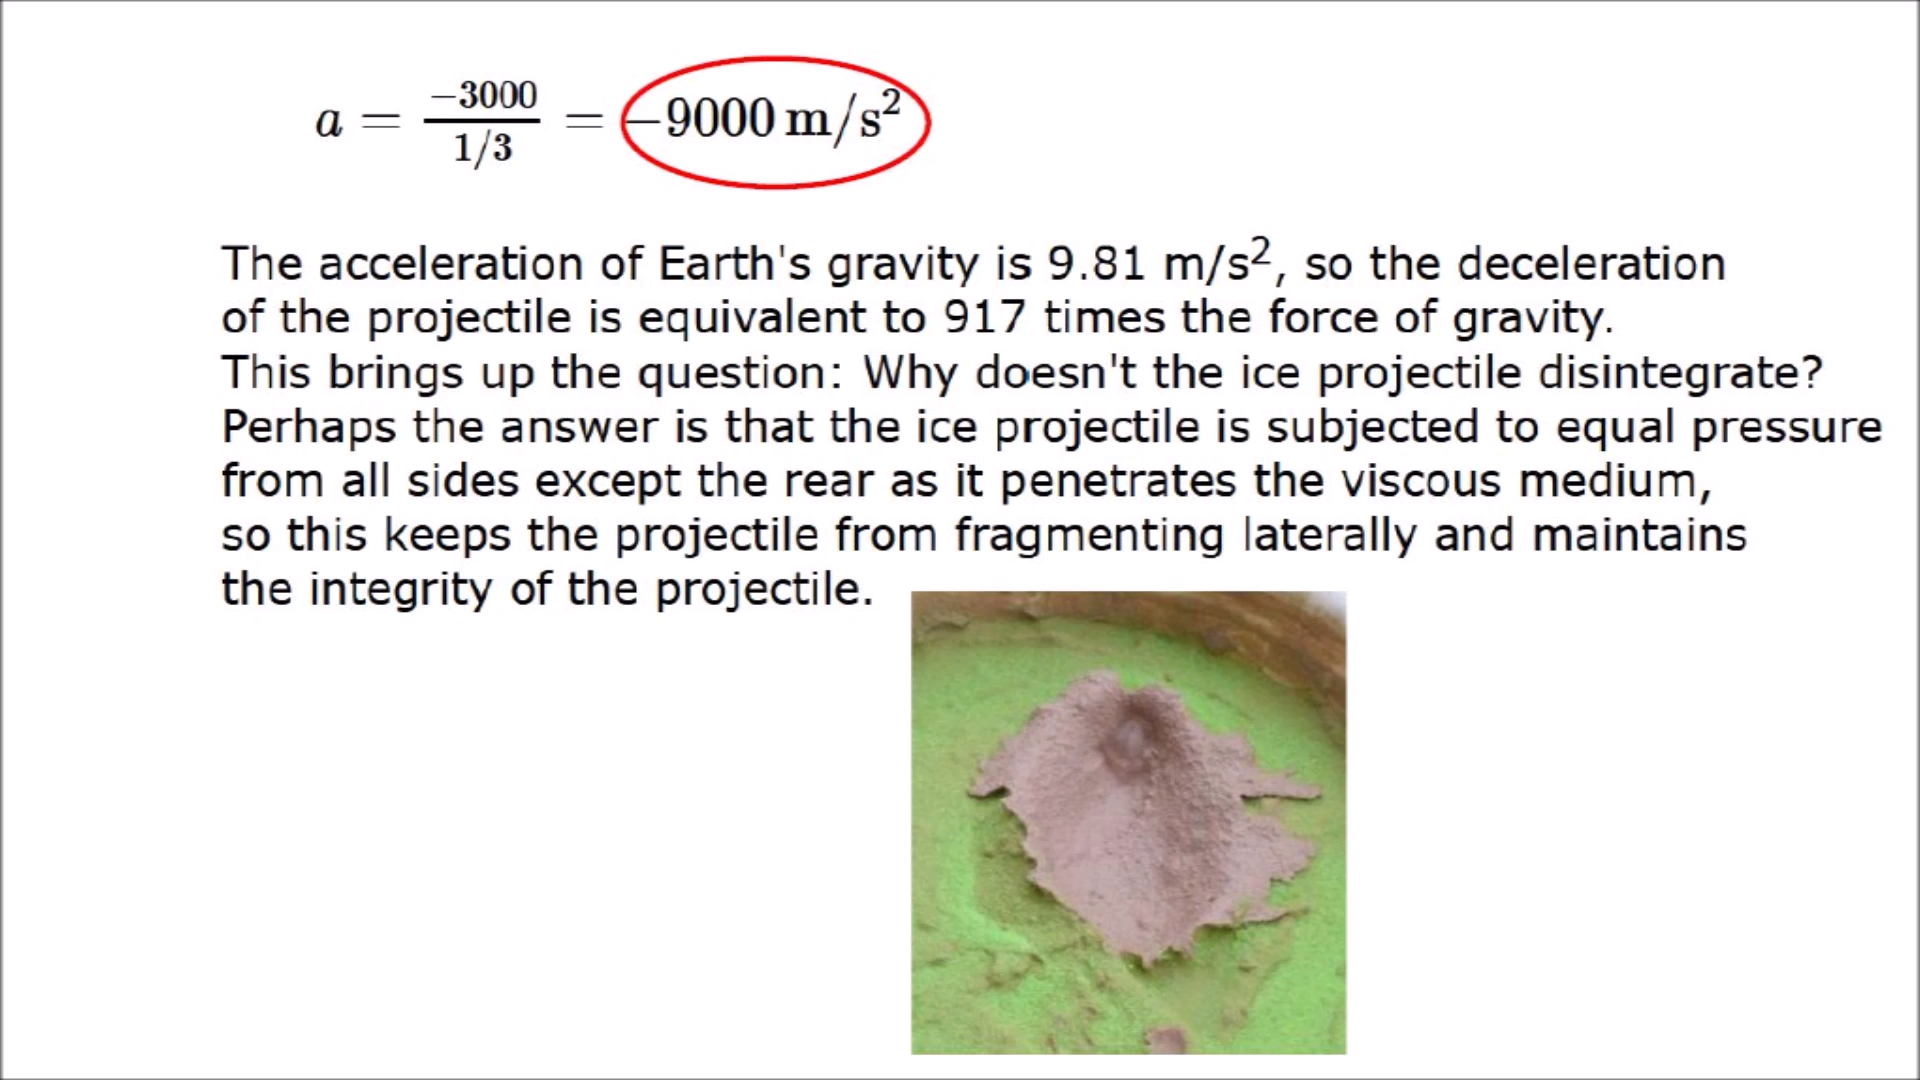 a = −3000 / 1/3 = −9000 m/s²
The acceleration of Earth's gravity is 9.81 m/s², so the deceleration
of the projectile is equivalent to 917 times the force of gravity.
This brings up the question: Why doesn't the ice projectile disintegrate?
Perhaps the answer is that the ice projectile is subjected to equal pressure
from all sides except the rear as it penetrates the viscous medium,
so this keeps the projectile from fragmenting laterally and maintains
the integrity of the projectile.